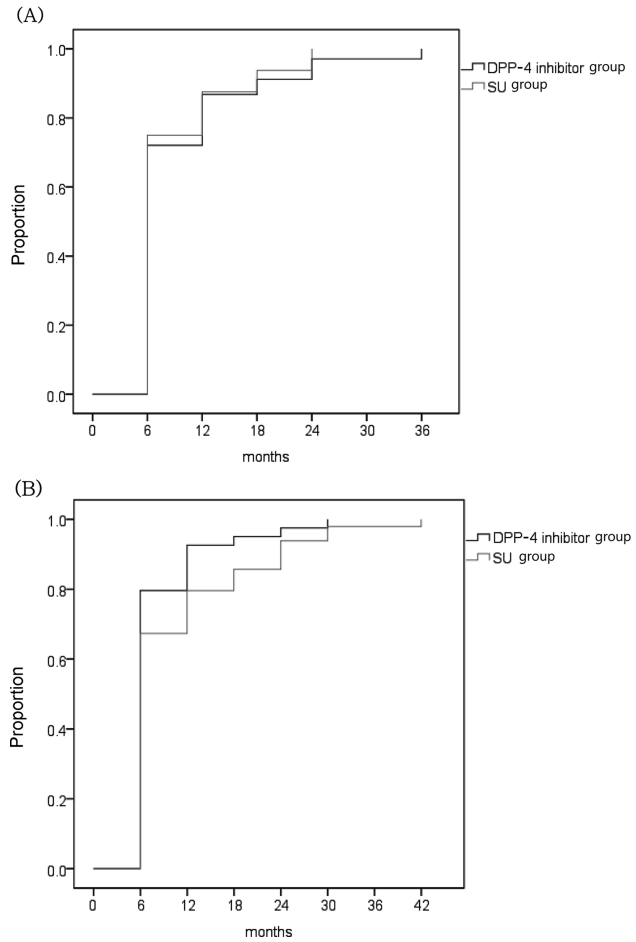 (A)
1.0
0.8
0.6
0.4
0.2
0.0
Proportion
0 6 12 18 24 30 36
months
DPP-4 inhibitor group
SU group
(B)
1.0
0.8
0.6
0.4
0.2
0.0
Proportion
0 6 12 18 24 30 36 42
months
DPP-4 inhibitor group
SU group